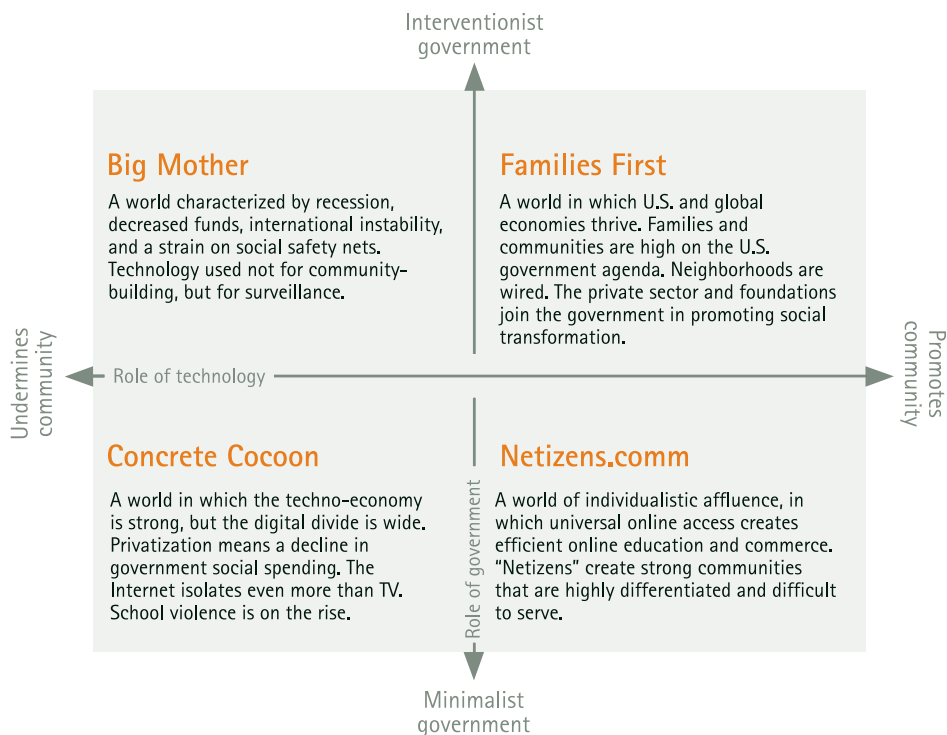 Interventionist
government
Big Mother
A world characterized by recession,
decreased funds, international instability,
and a strain on social safety nets.
Technology used not for community-
building, but for surveillance.
Families First
A world in which U.S. and global
economies thrive. Families and
communities are high on the U.S.
government agenda. Neighborhoods are
wired. The private sector and foundations
join the government in promoting social
transformation.
Undermines
community
Role of technology
Promotes
community
Concrete Cocoon
A world in which the techno-economy
is strong, but the digital divide is wide.
Privatization means a decline in
government social spending. The
Internet isolates even more than TV.
School violence is on the rise.
Role of government
Netizens.comm
A world of individualistic affluence, in
which universal online access creates
efficient online education and commerce.
“Netizens” create strong communities
that are highly differentiated and difficult
to serve.
Minimalist
government